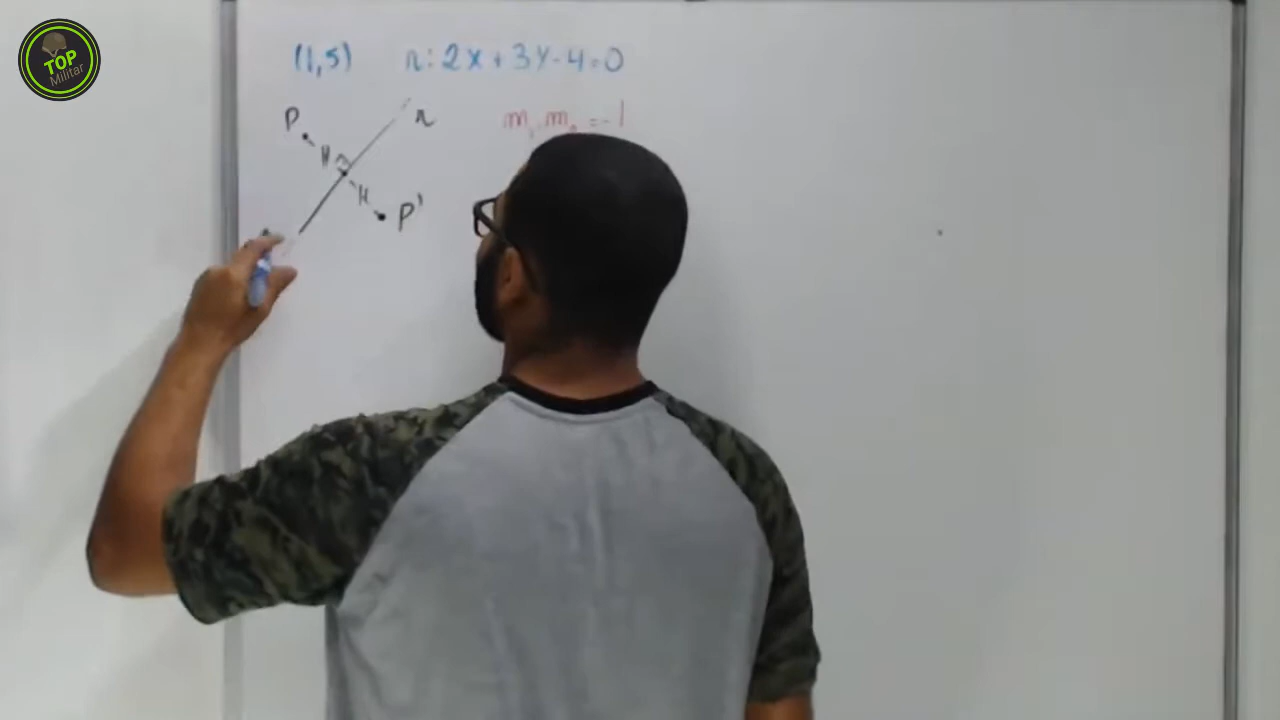 TOP
Militar
(1,5) r: 2x + 3y - 4 = 0
P r m₁ . m₂ = -1
P'